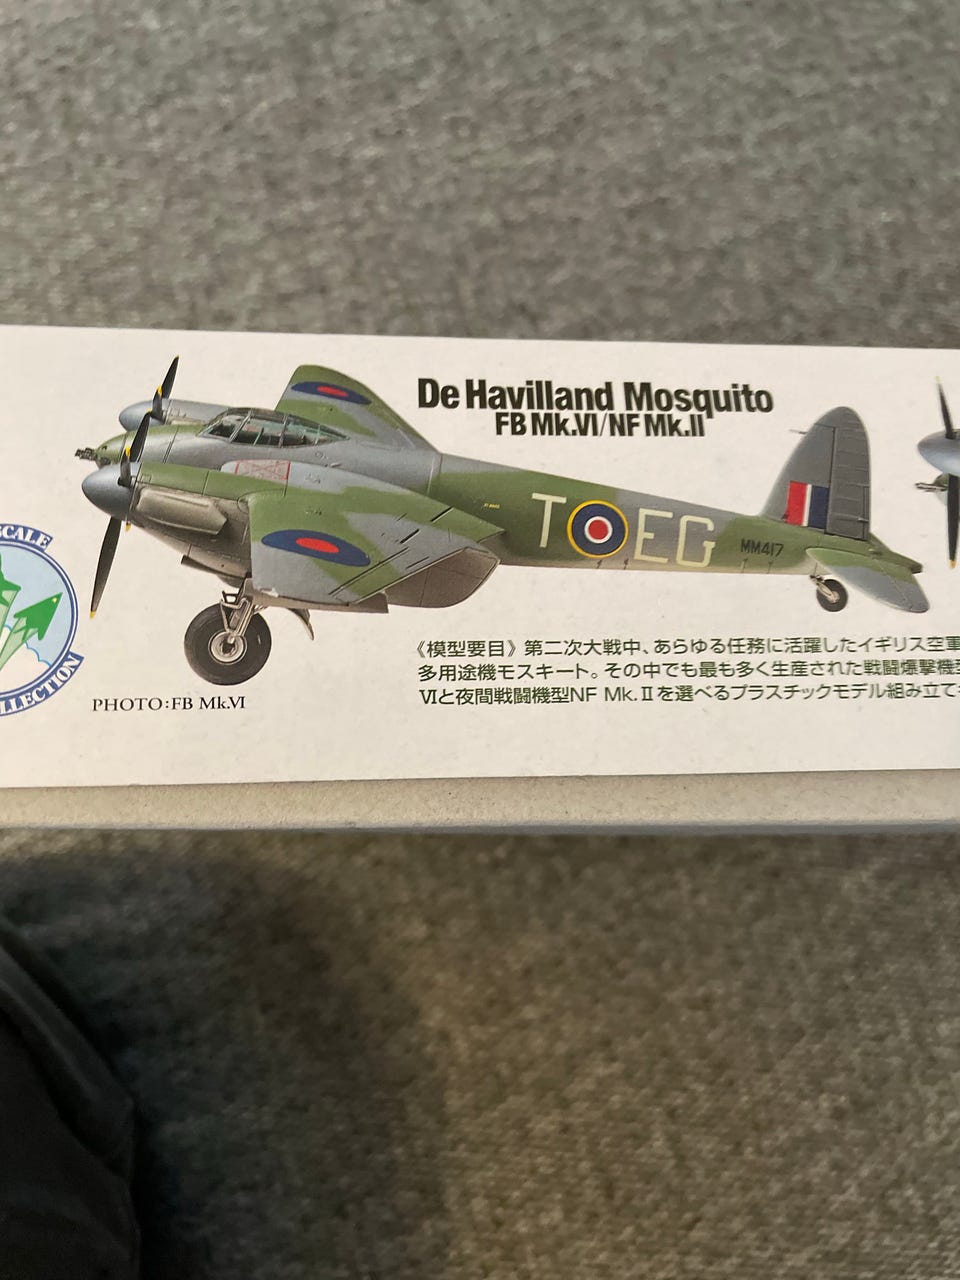 De Havilland Mosquito
FB Mk.VI/NF Mk.II
T EG MM417
SCALE
LLECTION
PHOTO:FB Mk.VI
《模型要目》第二次大戦中、あらゆる任務に活躍したイギリス空軍
多用途機モスキート。その中でも最も多く生産された戦闘爆撃機型
VIと夜間戦闘機型NF Mk.IIを選べるプラスチックモデル組み立て